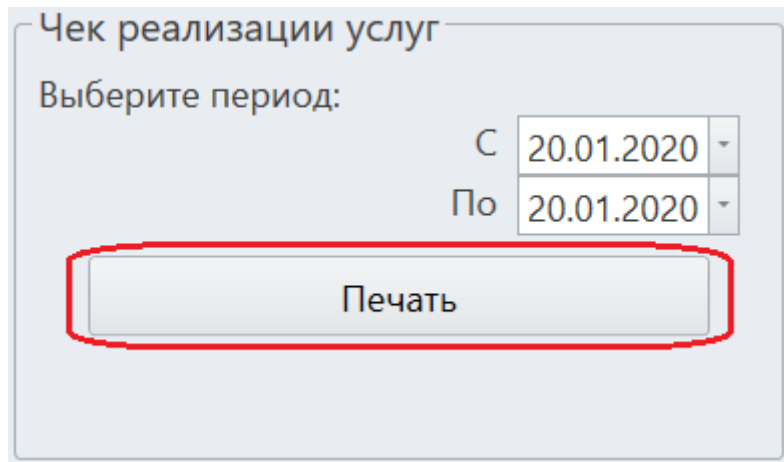 Чек реализации услуг
Выберите период:
С 20.01.2020
По 20.01.2020
Печать